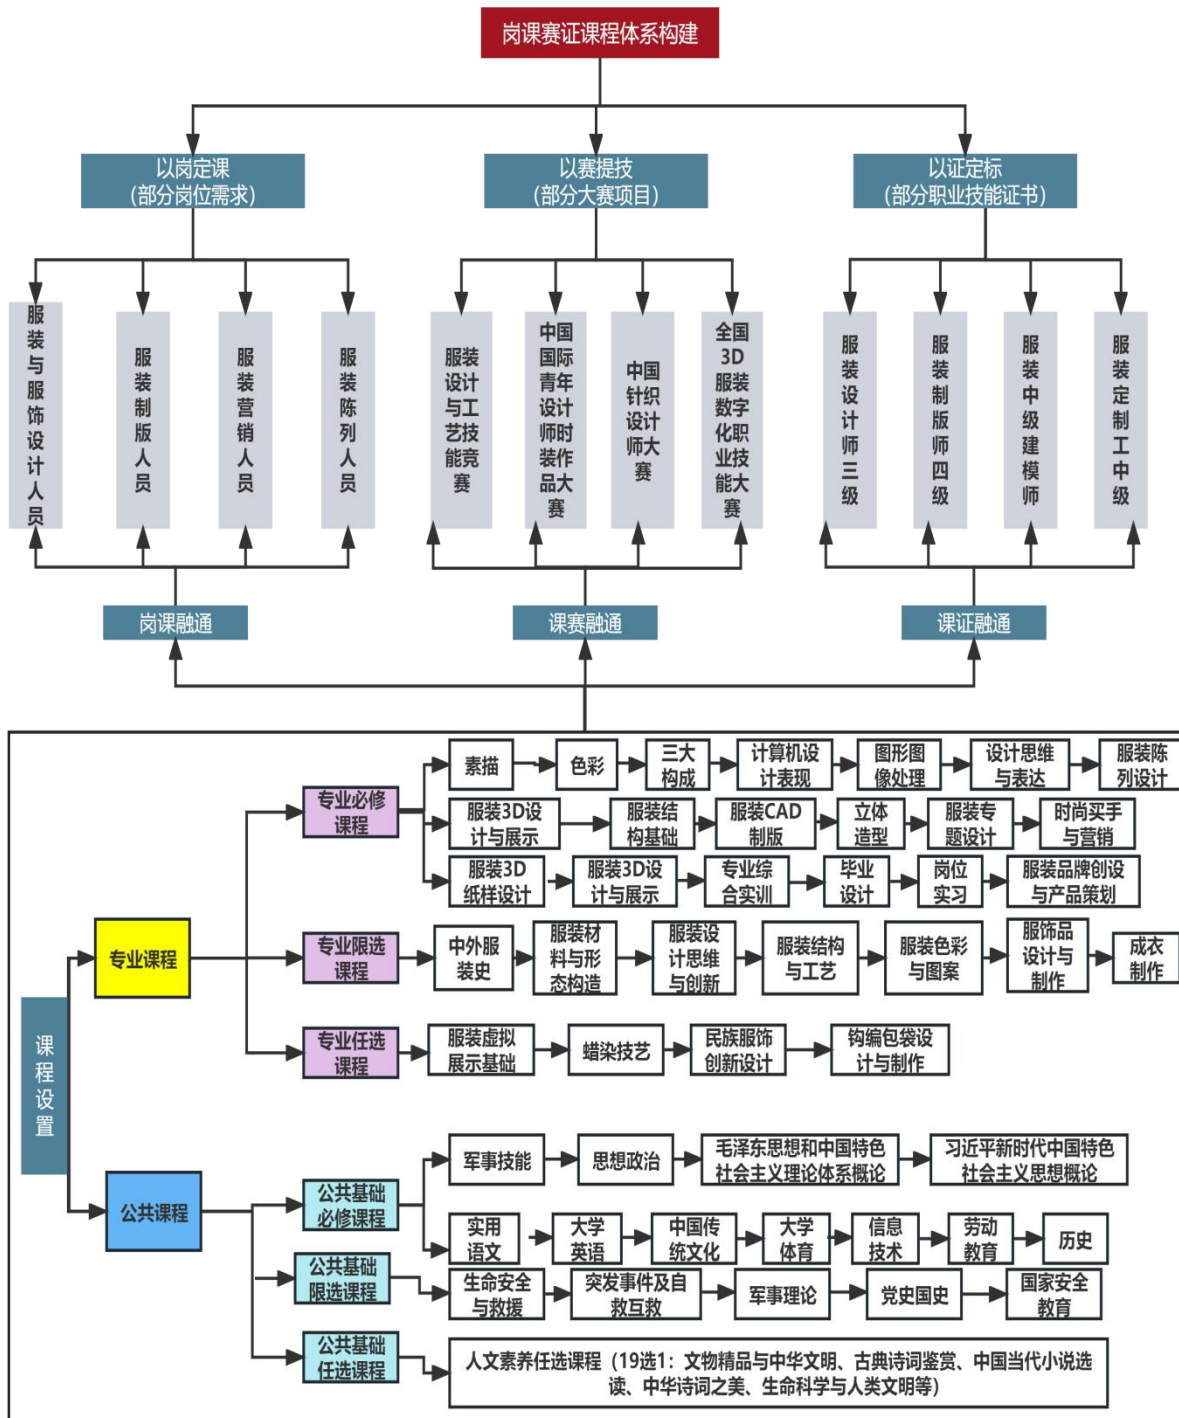 岗课赛证课程体系构建
以岗定课
(部分岗位需求)
以赛提技
(部分大赛项目)
以证定标
(部分职业技能证书)
服装与服饰设计人员
服装制版人员
服装营销人员
服装陈列人员
服装
设计
与工
艺技
能竞
赛
中国
国际
青年
设计
师时
装作
品大
赛
中国
针织
设计
师大
赛
全国
3D
服装
数字
化职
业技
能大
赛
服装设计师三级
服装制版师四级
服装中级建模师
服装定制工中级
岗课融通
课赛融通
课证融通
课程设置
专业课程
专业必修
课程
素描
色彩
三大
构成
计算机设
计表现
图形图
像处理
设计思维
与表达
服装陈
列设计
服装3D设
计与展示
服装结
构基础
服装CAD
制版
立体
造型
服装专
题设计
时尚买手
与营销
服装3D
纸样设计
服装3D设
计与展示
专业综
合实训
毕业
设计
岗位
实习
服装品牌创设
与产品策划
专业限选
课程
中外服
装史
服装材
料与形
态构造
服装设
计思维
与创新
服装结构
与工艺
服装色彩
与图案
服饰品
设计与
制作
成衣
制作
专业任选
课程
服装虚拟
展示基础
蜡染技艺
民族服饰
创新设计
钩编包袋设
计与制作
公共课程
公共基础
必修课程
军事技能
思想政治
毛泽东思想和中国特色
社会主义理论体系概论
习近平新时代中国特色
社会主义思想概论
实用
语文
大学
英语
中国传
统文化
大学
体育
信息
技术
劳动
教育
历史
公共基础
限选课程
生命安全
与救援
突发事件及自
救互救
军事理论
党史国史
国家安全
教育
公共基础
任选课程
人文素养任选课程（19选1：文物精品与中华文明、古典诗词鉴赏、中国当代小说选
读、中华诗词之美、生命科学与人类文明等）